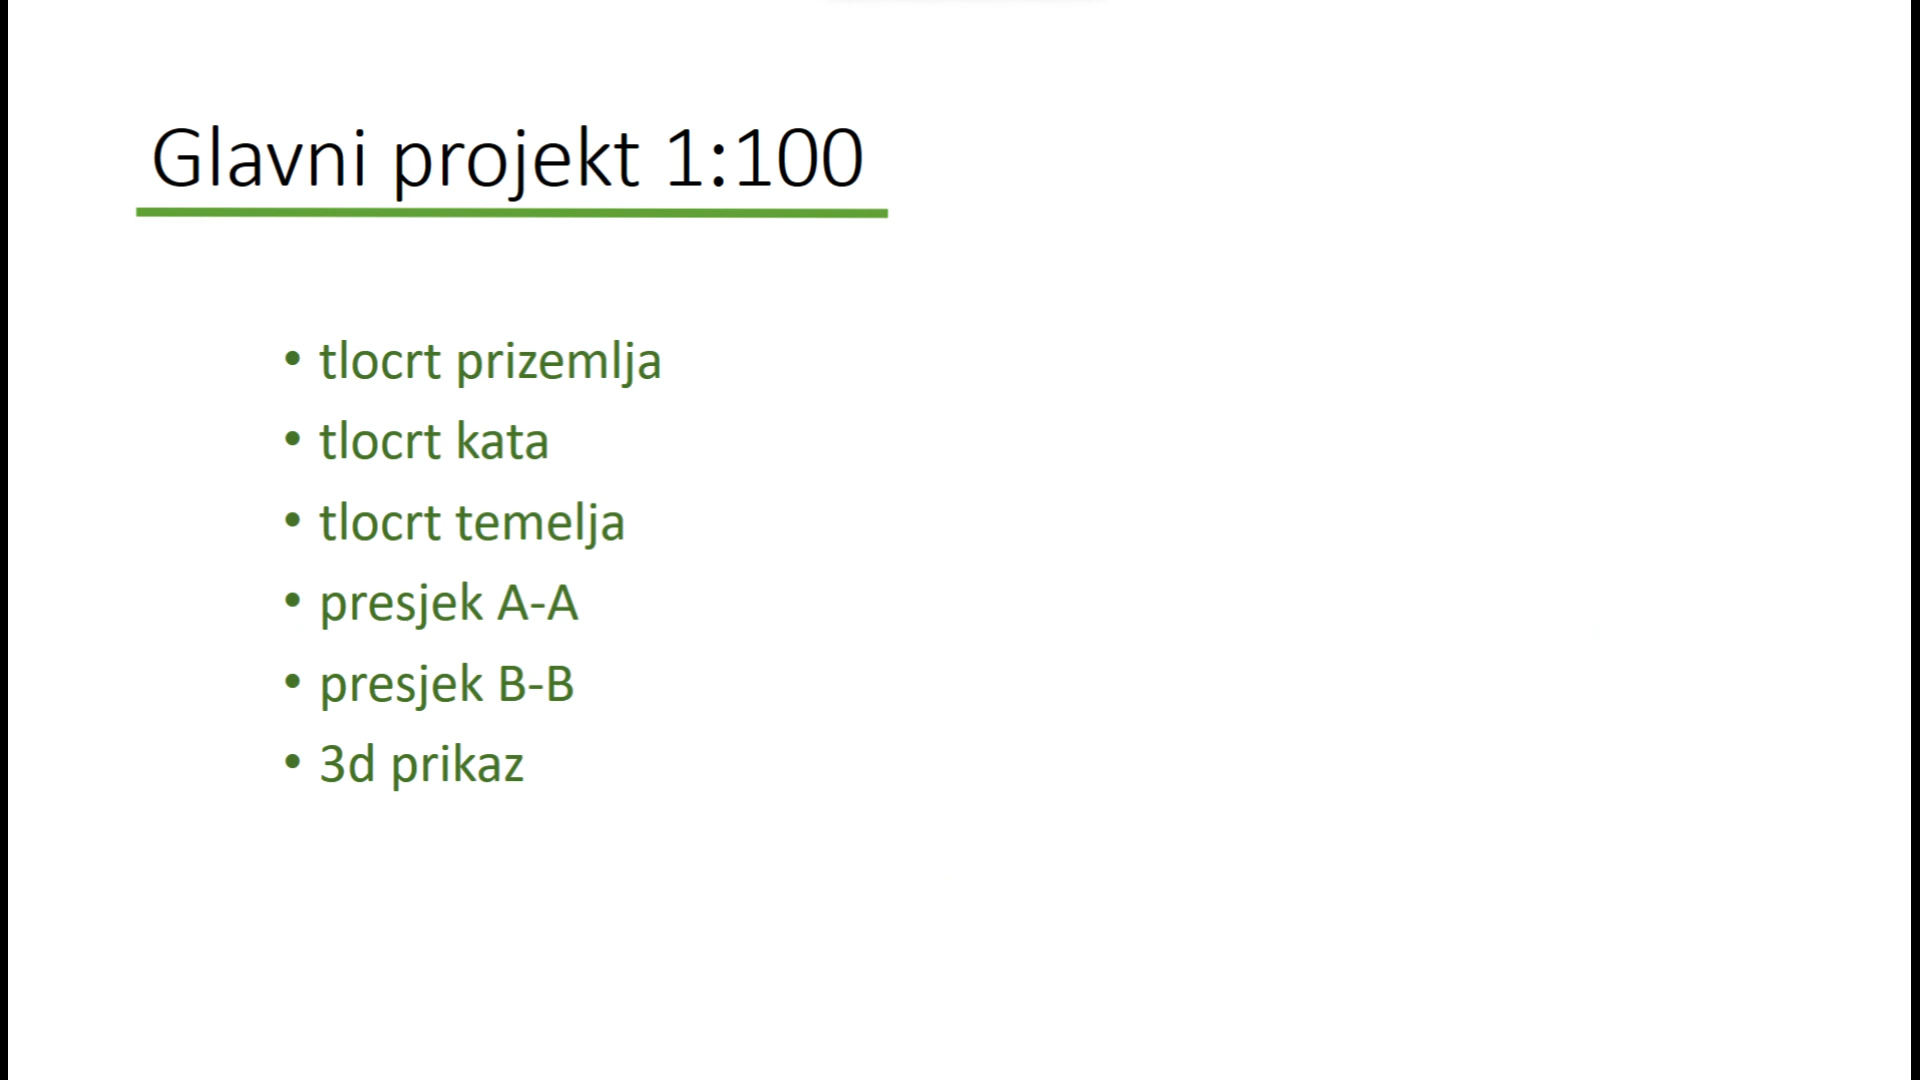 Glavni projekt 1:100
• tlocrt prizemlja
• tlocrt kata
• tlocrt temelja
• presjek A-A
• presjek B-B
• 3d prikaz